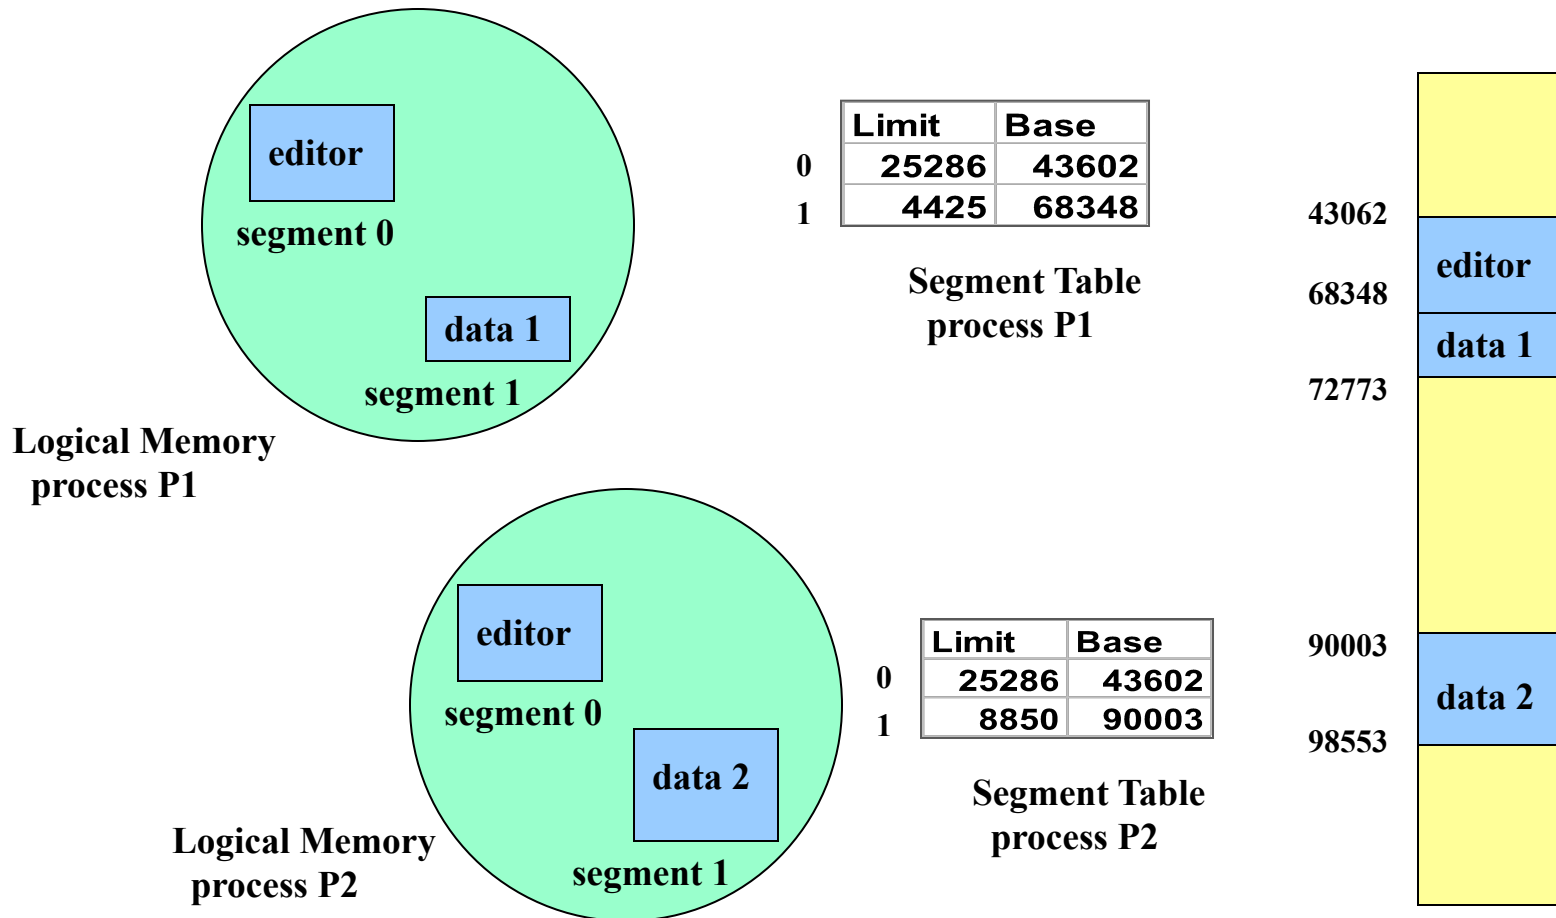 editor
segment 0
data 1
segment 1
Logical Memory
process P1
Limit Base
0 25286 43602
1 4425 68348
Segment Table
process P1
editor
segment 0
data 2
segment 1
Logical Memory
process P2
Limit Base
0 25286 43602
1 8850 90003
Segment Table
process P2
43062
editor
68348
data 1
72773
90003
data 2
98553